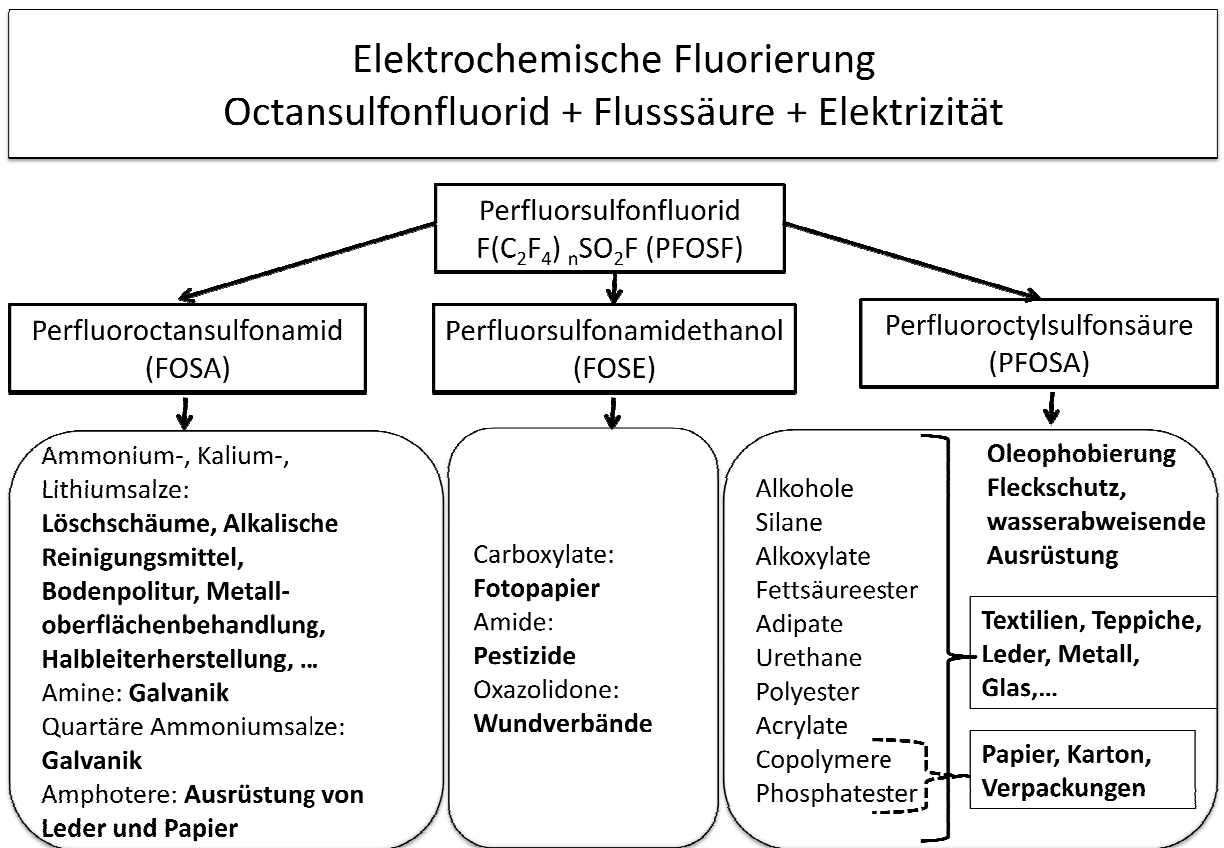 Elektrochemische Fluorierung
Octansulfonfluorid + Flusssäure + Elektrizität
Perfluorsulfonfluorid
F(C₂F₄) ₙSO₂F (PFOSF)
Perfluoroctansulfonamid
(FOSA)
Perfluorsulfonamidethanol
(FOSE)
Perfluoroctylsulfonsäure
(PFOSA)
Ammonium-, Kalium-,
Lithiumsalze:
Löschschäume, Alkalische
Reinigungsmittel,
Bodenpolitur, Metall-
oberflächenbehandlung,
Halbleiterherstellung, ...
Amine: Galvanik
Quartäre Ammoniumsalze:
Galvanik
Amphotere: Ausrüstung von
Leder und Papier
Carboxylate:
Fotopapier
Amide:
Pestizide
Oxazolidone:
Wundverbände
Alkohole
Silane
Alkoxylate
Fettsäureester
Adipate
Urethane
Polyester
Acrylate
Copolymere
Phosphatester
Oleophobierung
Fleckschutz,
wasserabweisende
Ausrüstung
Textilien, Teppiche,
Leder, Metall,
Glas,...
Papier, Karton,
Verpackungen